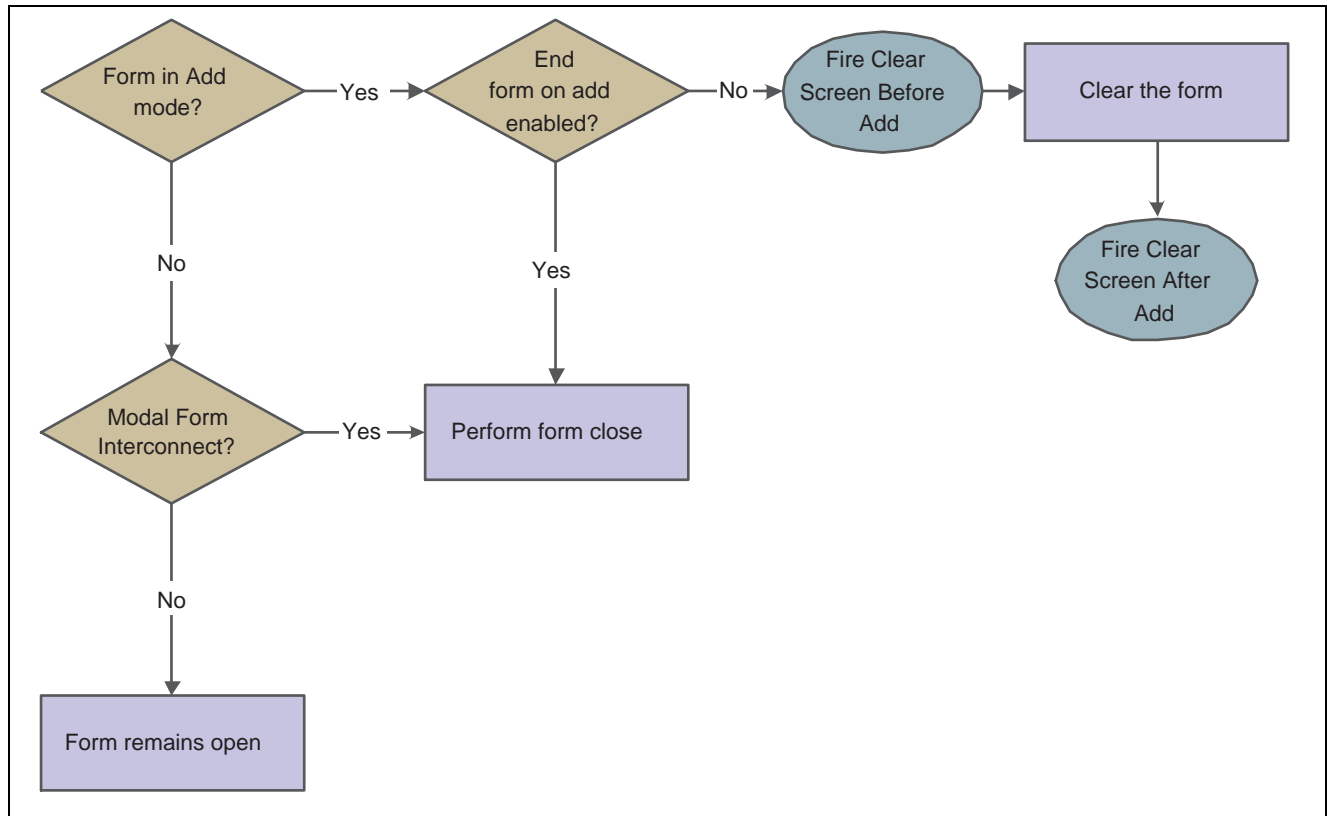 Form in Add
mode?
Yes
End
form on add
enabled?
No
Fire Clear
Screen Before
Add
Clear the form
No
Yes
Fire Clear
Screen After
Add
Modal Form
Interconnect?
Yes
Perform form close
No
Form remains open